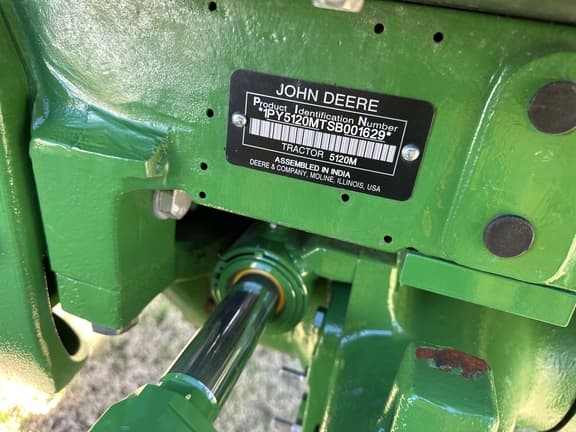 JOHN DEERE
Product Identification Number
*1PY5120MTSB001629*
TRACTOR 5120M
ASSEMBLED IN INDIA
DEERE & COMPANY, MOLINE, ILLINOIS, USA